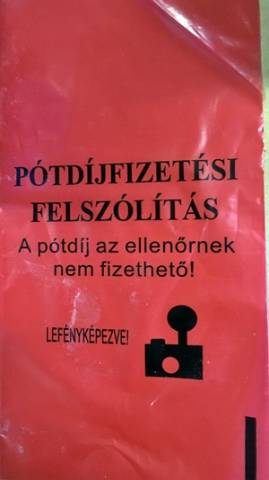 PÓTDÍJFIZETÉSI
FELSZÓLÍTÁS
A pótdíj az ellenőrnek
nem fizethető!
LEFÉNYKÉPEZVE!